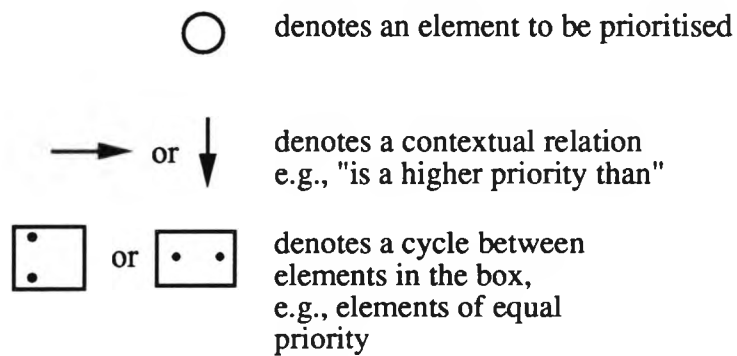 denotes an element to be prioritised
or
denotes a contextual relation
e.g., "is a higher priority than"
or
denotes a cycle between
elements in the box,
e.g., elements of equal
priority